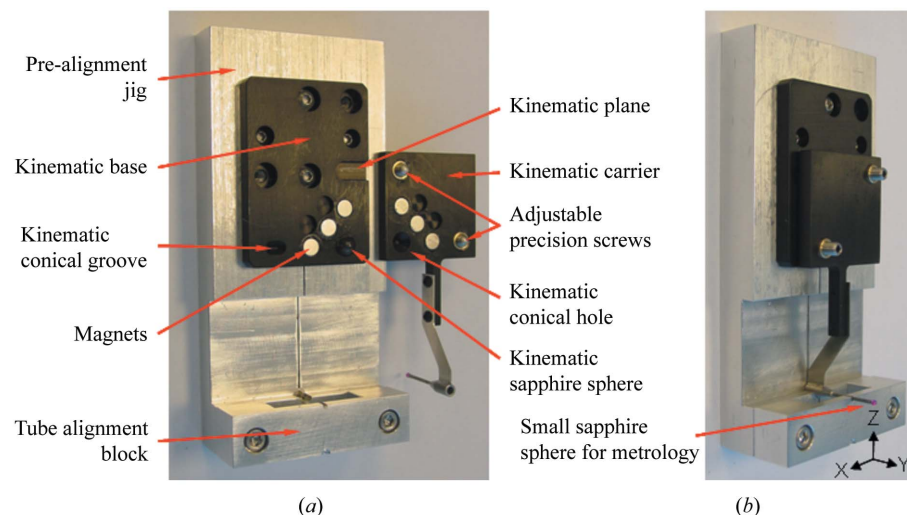 Pre-alignment
jig
Kinematic base
Kinematic
conical groove
Magnets
Tube alignment
block
Kinematic plane
Kinematic carrier
Adjustable
precision screws
Kinematic
conical hole
Kinematic
sapphire sphere
Small sapphire
sphere for metrology
Z
X
Y
(a)
(b)